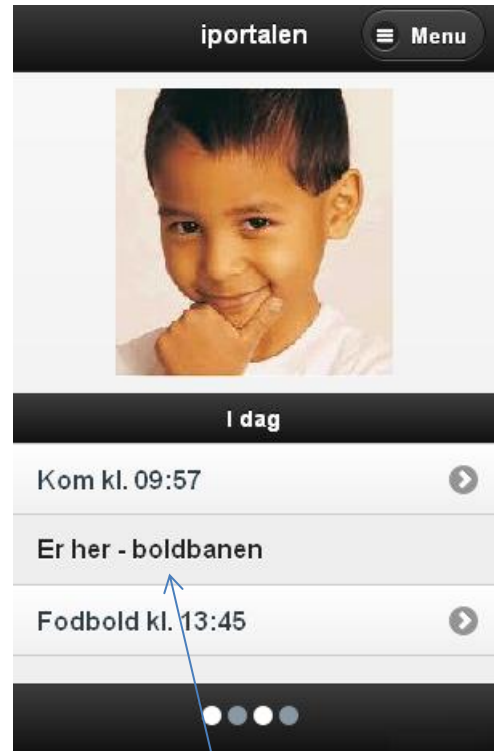 iportalen
Menu
I dag
Kom kl. 09:57
Er her - boldbanen
Fodbold kl. 13:45